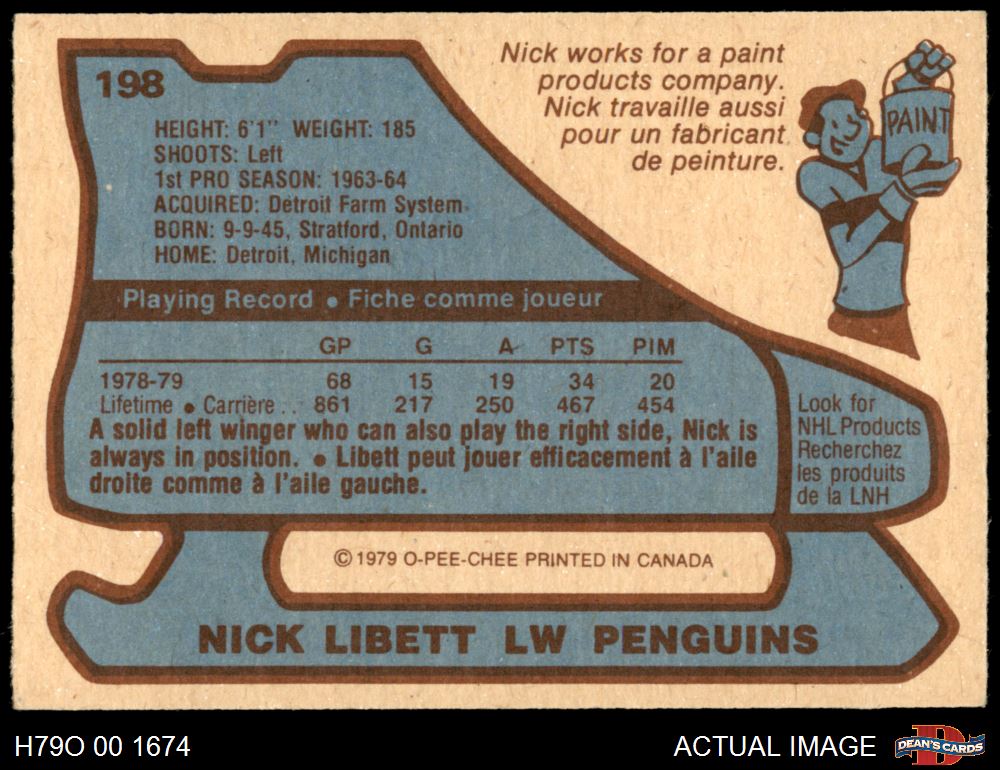 198
Nick works for a paint
products company.
Nick travaille aussi
pour un fabricant
de peinture.
PAINT
HEIGHT: 6'1" WEIGHT: 185
SHOOTS: Left
1st PRO SEASON: 1963-64
ACQUIRED: Detroit Farm System
BORN: 9-9-45, Stratford, Ontario
HOME: Detroit, Michigan
Playing Record • Fiche comme joueur
GP G A PTS PIM
1978-79 68 15 19 34 20
Lifetime • Carrière . . 861 217 250 467 454
A solid left winger who can also play the right side, Nick is
always in position. • Libett peut jouer efficacement à l'aile
droite comme à l'aile gauche.
Look for
NHL Products
Recherchez
les produits
de la LNH
© 1979 O-PEE-CHEE PRINTED IN CANADA
NICK LIBETT LW PENGUINS
H79O 00 1674
ACTUAL IMAGE
D
DEAN'S CARDS